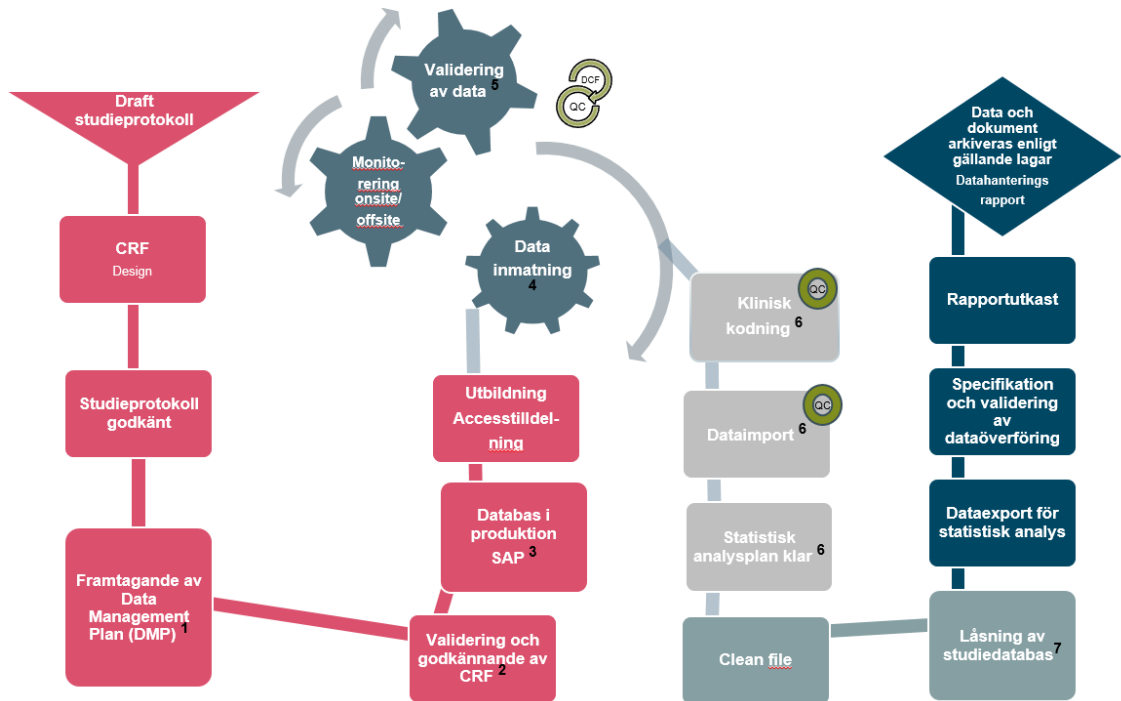 Draft
studieprotokoll
CRF
Design
Studieprotokoll
godkänt
Framtagande av
Data
Management
Plan (DMP) 1
Validering och
godkännande av
CRF 2
Databas i
produktion
SAP 3
Utbildning
Accesstilldel-
ning
Data
inmatning
4
Monito-
rering
onsite/
offsite
Validering
av data 5
DCF
QC
Klinisk
kodning 6
QC
Dataimport 6
QC
Statistisk
analysplan klar 6
Clean file
Låsning av
studiedatabas 7
Dataexport för
statistisk analys
Specifikation
och validering
av
dataöverföring
Rapportutkast
Data och
dokument
arkiveras enligt
gällande lagar
Datahanterings
rapport